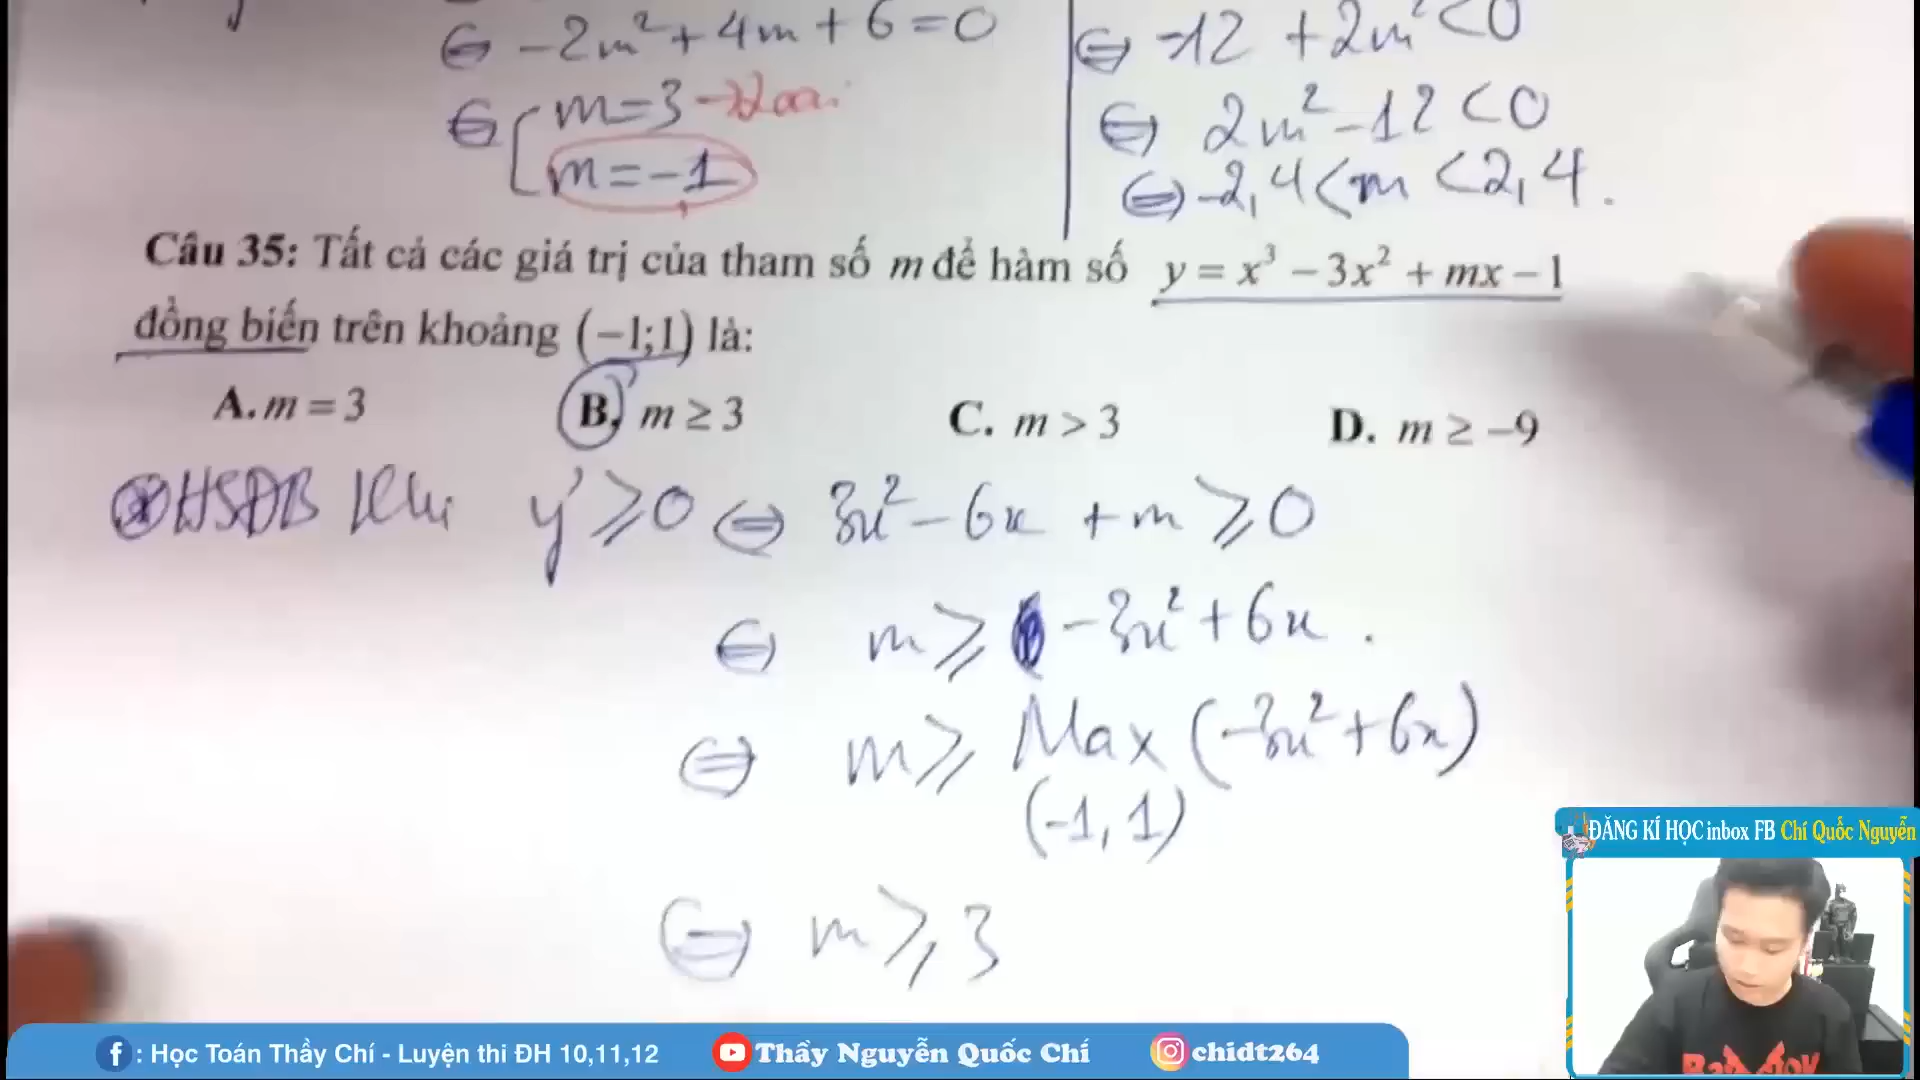 ⇔ -2m² + 4m + 6 = 0
⇔ [ m = 3 → loại
m = -1
⇔ -12 + 2m² < 0
⇔ 2m² - 12 < 0
⇔ -2,4 < m < 2,4.
Câu 35: Tất cả các giá trị của tham số m để hàm số y = x³ − 3x² + mx − 1
đồng biến trên khoảng (−1;1) là:
A. m = 3 B. m ≥ 3 C. m > 3 D. m ≥ −9
HSĐB khi y' ≥ 0 ⇔ 3x² - 6x + m ≥ 0
⇔ m ≥ -3x² + 6x.
⇔ m ≥ Max (-3x² + 6x)
(-1, 1)
⇔ m ≥ 3
ĐĂNG KÍ HỌC inbox FB Chí Quốc Nguyễn
f : Học Toán Thầy Chí - Luyện thi ĐH 10,11,12 Thầy Nguyễn Quốc Chí chidt264